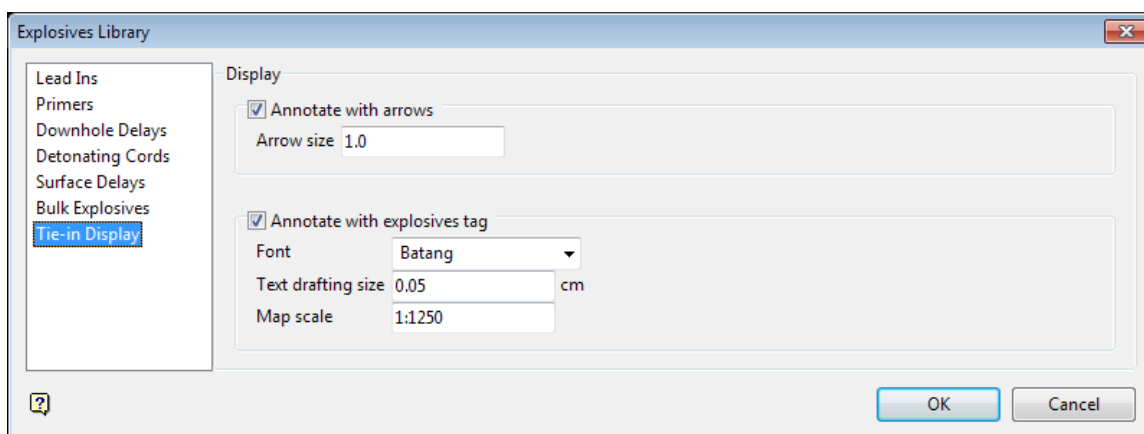 Explosives Library
Lead Ins
Primers
Downhole Delays
Detonating Cords
Surface Delays
Bulk Explosives
Tie-in Display
Display
Annotate with arrows
Arrow size 1.0
Annotate with explosives tag
Font Batang
Text drafting size 0.05 cm
Map scale 1:1250
?
OK Cancel